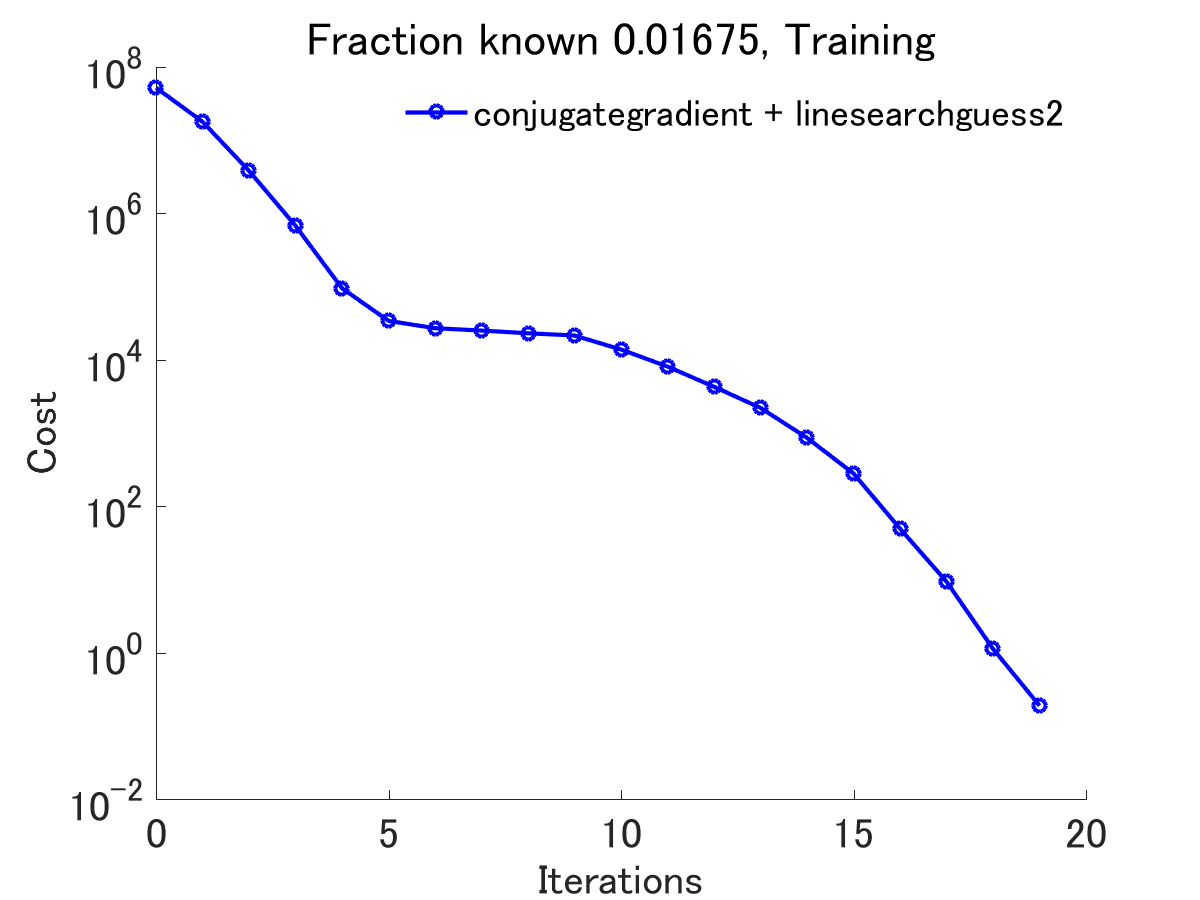 Fraction known 0.01675, Training
conjugategradient + linesearchguess2
10^8
10^6
10^4
10^2
10^0
10^-2
Cost
0 5 10 15 20
Iterations